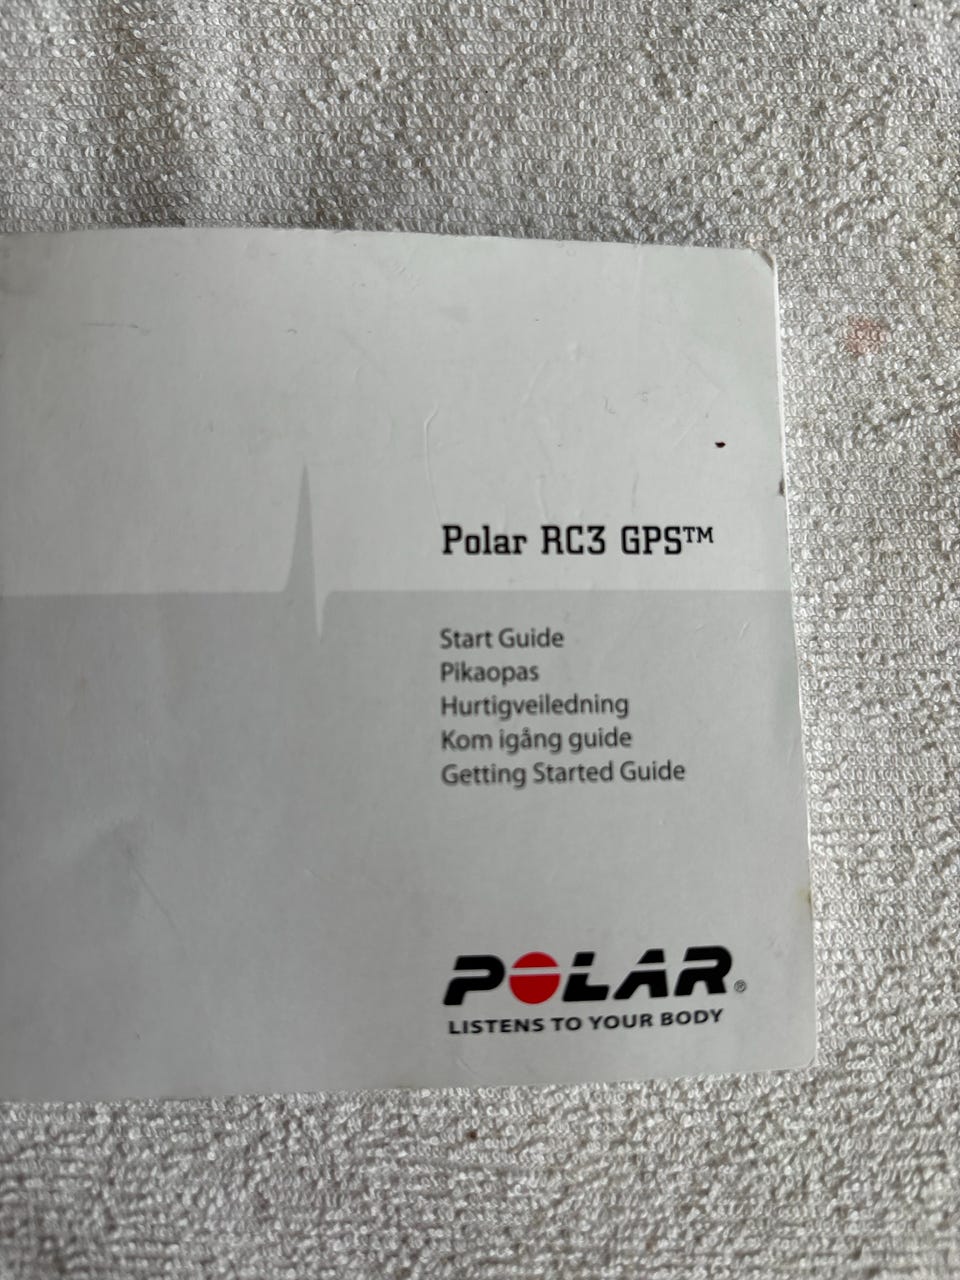 Polar RC3 GPS™
Start Guide
Pikaopas
Hurtigveiledning
Kom igång guide
Getting Started Guide
POLAR®
LISTENS TO YOUR BODY